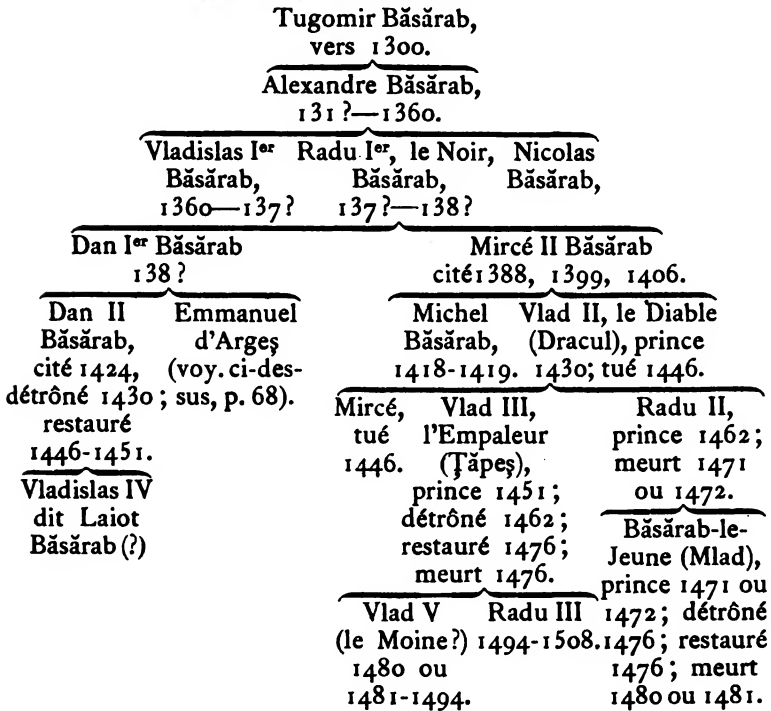 Tugomir Băsărab,
vers 1300.
Alexandre Băsărab,
131?—1360.
Vladislas Iᵉʳ
Băsărab,
1360—137?
Radu Iᵉʳ, le Noir,
Băsărab,
137?—138?
Nicolas
Băsărab,
Dan Iᵉʳ Băsărab
138?
Mircé II Băsărab
cité1388, 1399, 1406.
Dan II
Băsărab,
cité 1424,
détrôné 1430;
restauré
1446-1451.
Emmanuel
d'Argeş
(voy. ci-des-
sus, p. 68).
Michel
Băsărab,
1418-1419.
Vlad II, le Diable
(Dracul), prince
1430; tué 1446.
Vladislas IV
dit Laiot
Băsărab (?)
Mircé,
tué
1446.
Vlad III,
l'Empaleur
(Ţăpeş),
prince 1451;
détrôné 1462;
restauré 1476;
meurt 1476.
Radu II,
prince 1462;
meurt 1471
ou 1472.
Vlad V
(le Moine?)
1480 ou
1481-1494.
Radu III
1494-1508.
Băsărab-le-
Jeune (Mlad),
prince 1471 ou
1472; détrôné
1476; restauré
1476; meurt
1480 ou 1481.